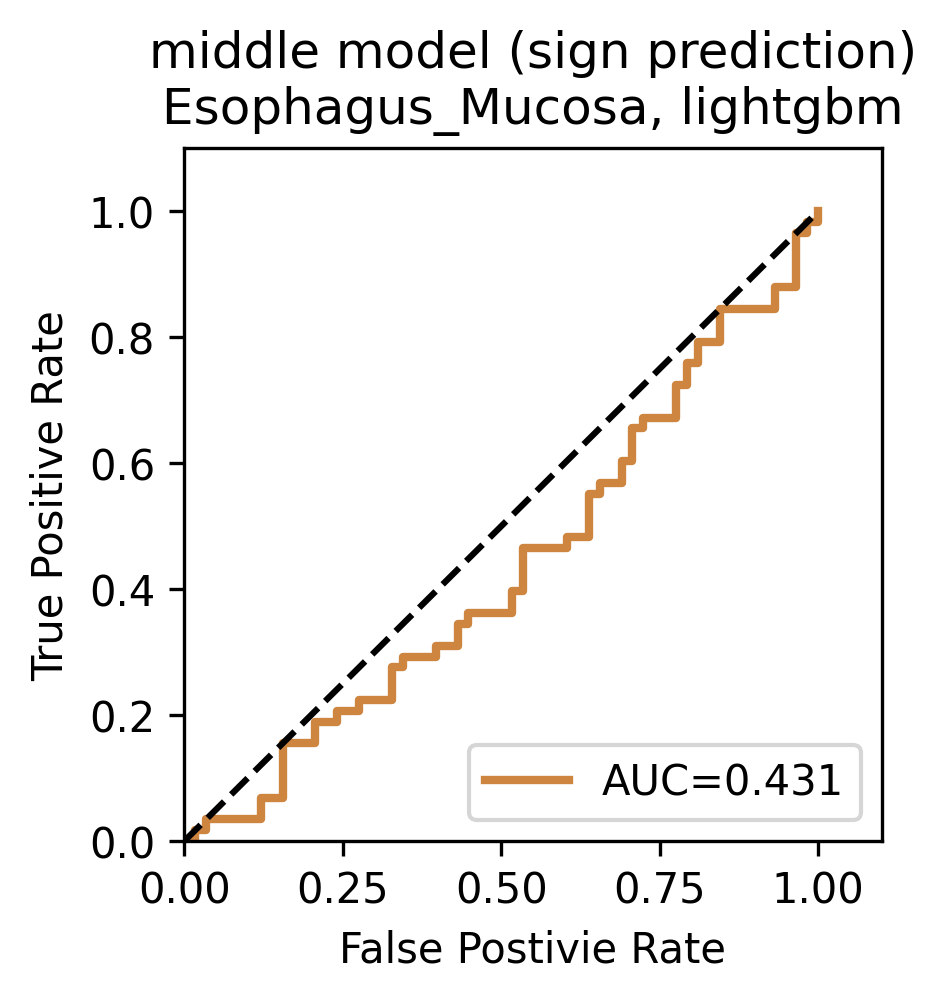 middle model (sign prediction)
Esophagus_Mucosa, lightgbm
True Positive Rate
1.0
0.8
0.6
0.4
0.2
0.0
AUC=0.431
0.00 0.25 0.50 0.75 1.00
False Postivie Rate